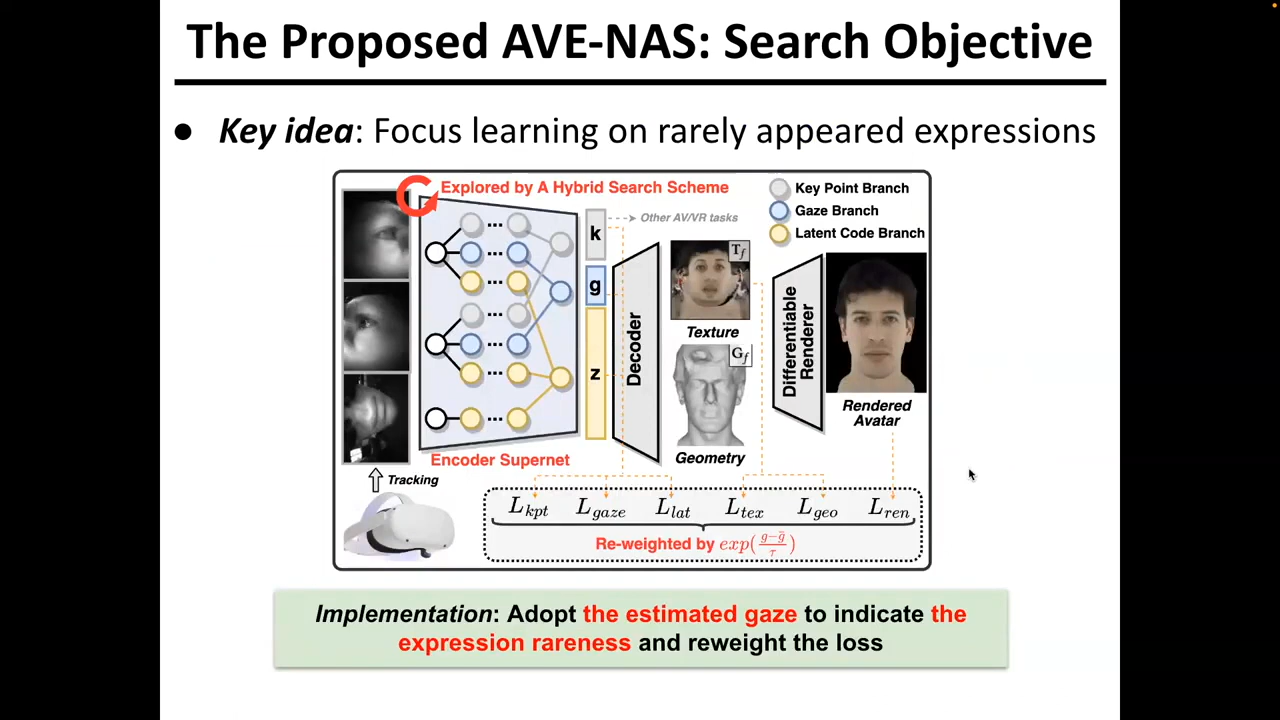 The Proposed AVE-NAS: Search Objective
● Key idea: Focus learning on rarely appeared expressions
Explored by A Hybrid Search Scheme
Key Point Branch
Gaze Branch
Latent Code Branch
Other AV/VR tasks
k
g
z
Decoder
T_f
Texture
G_f
Geometry
Differentiable
Renderer
Rendered
Avatar
Encoder Supernet
Tracking
L_kpt L_gaze L_lat L_tex L_geo L_ren
Re-weighted by exp((g−ḡ)/τ)
Implementation: Adopt the estimated gaze to indicate the
expression rareness and reweight the loss